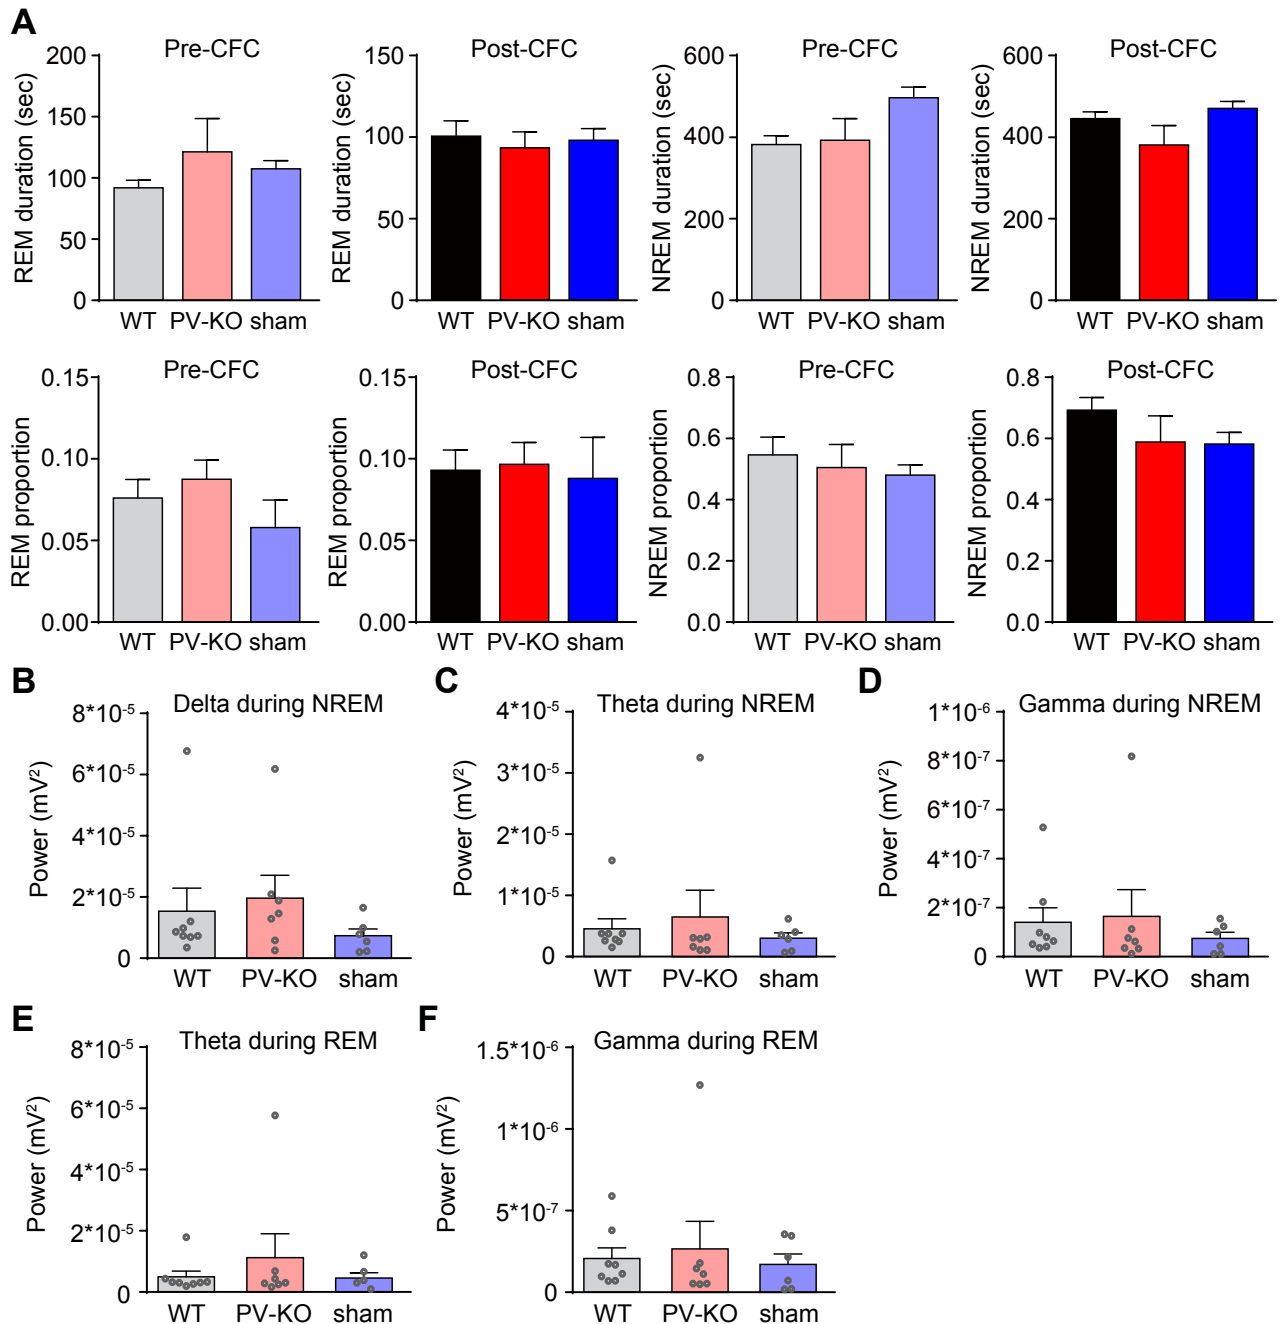 A
Pre-CFC
REM duration (sec)
200
150
100
50
0
WT PV-KO sham
Post-CFC
REM duration (sec)
150
100
50
0
WT PV-KO sham
Pre-CFC
NREM duration (sec)
600
400
200
0
WT PV-KO sham
Post-CFC
NREM duration (sec)
600
400
200
0
WT PV-KO sham
Pre-CFC
REM proportion
0.15
0.10
0.05
0.00
WT PV-KO sham
Post-CFC
REM proportion
0.15
0.10
0.05
0.00
WT PV-KO sham
Pre-CFC
NREM proportion
0.8
0.6
0.4
0.2
0.0
WT PV-KO sham
Post-CFC
NREM proportion
0.8
0.6
0.4
0.2
0.0
WT PV-KO sham
B
Delta during NREM
Power (mV²)
8*10⁻⁵
6*10⁻⁵
4*10⁻⁵
2*10⁻⁵
0
WT PV-KO sham
C
Theta during NREM
Power (mV²)
4*10⁻⁵
3*10⁻⁵
2*10⁻⁵
1*10⁻⁵
0
WT PV-KO sham
D
Gamma during NREM
Power (mV²)
1*10⁻⁶
8*10⁻⁷
6*10⁻⁷
4*10⁻⁷
2*10⁻⁷
0
WT PV-KO sham
E
Theta during REM
Power (mV²)
8*10⁻⁵
6*10⁻⁵
4*10⁻⁵
2*10⁻⁵
0
WT PV-KO sham
F
Gamma during REM
Power (mV²)
1.5*10⁻⁶
1*10⁻⁶
5*10⁻⁷
0
WT PV-KO sham